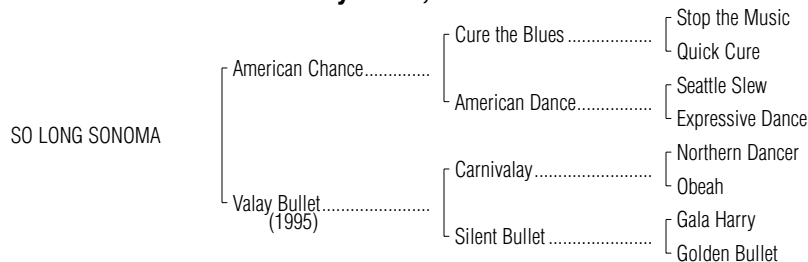 Stop the Music
Cure the Blues
Quick Cure
American Chance
Seattle Slew
American Dance
Expressive Dance
SO LONG SONOMA
Northern Dancer
Carnivalay
Obeah
Valay Bullet
(1995)
Gala Harry
Silent Bullet
Golden Bullet